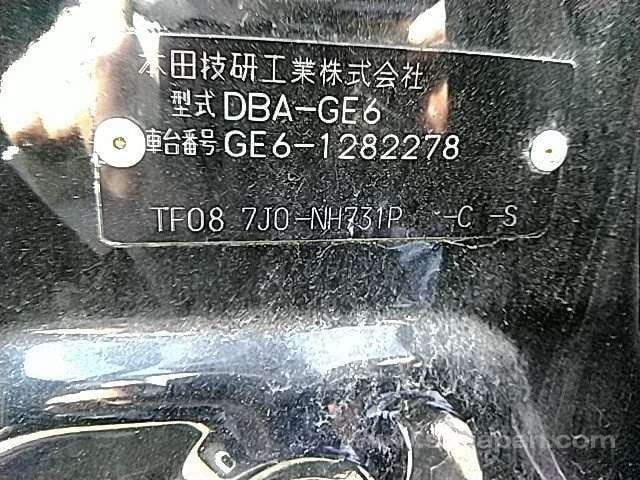 本田技研工業株式会社
型式 DBA-GE6
車台番号 GE6-1282278
TF08 7J0-NH731P -C -S